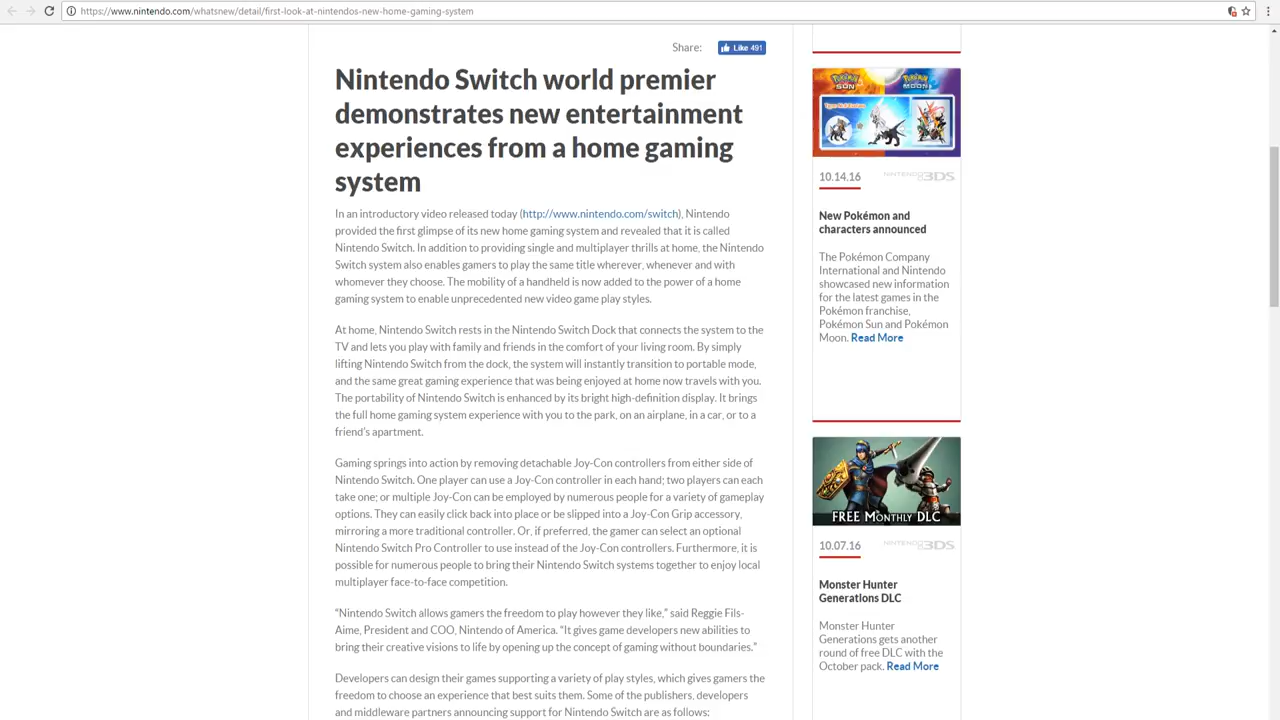 https://www.nintendo.com/whatsnew/detail/first-look-at-nintendos-new-home-gaming-system
Share:
Like 491
Nintendo Switch world premier
demonstrates new entertainment
experiences from a home gaming
system
In an introductory video released today (http://www.nintendo.com/switch), Nintendo
provided the first glimpse of its new home gaming system and revealed that it is called
Nintendo Switch. In addition to providing single and multiplayer thrills at home, the Nintendo
Switch system also enables gamers to play the same title wherever, whenever and with
whomever they choose. The mobility of a handheld is now added to the power of a home
gaming system to enable unprecedented new video game play styles.
At home, Nintendo Switch rests in the Nintendo Switch Dock that connects the system to the
TV and lets you play with family and friends in the comfort of your living room. By simply
lifting Nintendo Switch from the dock, the system will instantly transition to portable mode,
and the same great gaming experience that was being enjoyed at home now travels with you.
The portability of Nintendo Switch is enhanced by its bright high-definition display. It brings
the full home gaming system experience with you to the park, on an airplane, in a car, or to a
friend's apartment.
Gaming springs into action by removing detachable Joy-Con controllers from either side of
Nintendo Switch. One player can use a Joy-Con controller in each hand; two players can each
take one; or multiple Joy-Con can be employed by numerous people for a variety of gameplay
options. They can easily click back into place or be slipped into a Joy-Con Grip accessory,
mirroring a more traditional controller. Or, if preferred, the gamer can select an optional
Nintendo Switch Pro Controller to use instead of the Joy-Con controllers. Furthermore, it is
possible for numerous people to bring their Nintendo Switch systems together to enjoy local
multiplayer face-to-face competition.
“Nintendo Switch allows gamers the freedom to play however they like,” said Reggie Fils-
Aime, President and COO, Nintendo of America. “It gives game developers new abilities to
bring their creative visions to life by opening up the concept of gaming without boundaries.”
Developers can design their games supporting a variety of play styles, which gives gamers the
freedom to choose an experience that best suits them. Some of the publishers, developers
and middleware partners announcing support for Nintendo Switch are as follows:
POKÉMON SUN
POKÉMON MOON
10.14.16
NINTENDO 3DS
New Pokémon and
characters announced
The Pokémon Company
International and Nintendo
showcased new information
for the latest games in the
Pokémon franchise,
Pokémon Sun and Pokémon
Moon. Read More
FREE MONTHLY DLC
10.07.16
NINTENDO 3DS
Monster Hunter
Generations DLC
Monster Hunter
Generations gets another
round of free DLC with the
October pack. Read More